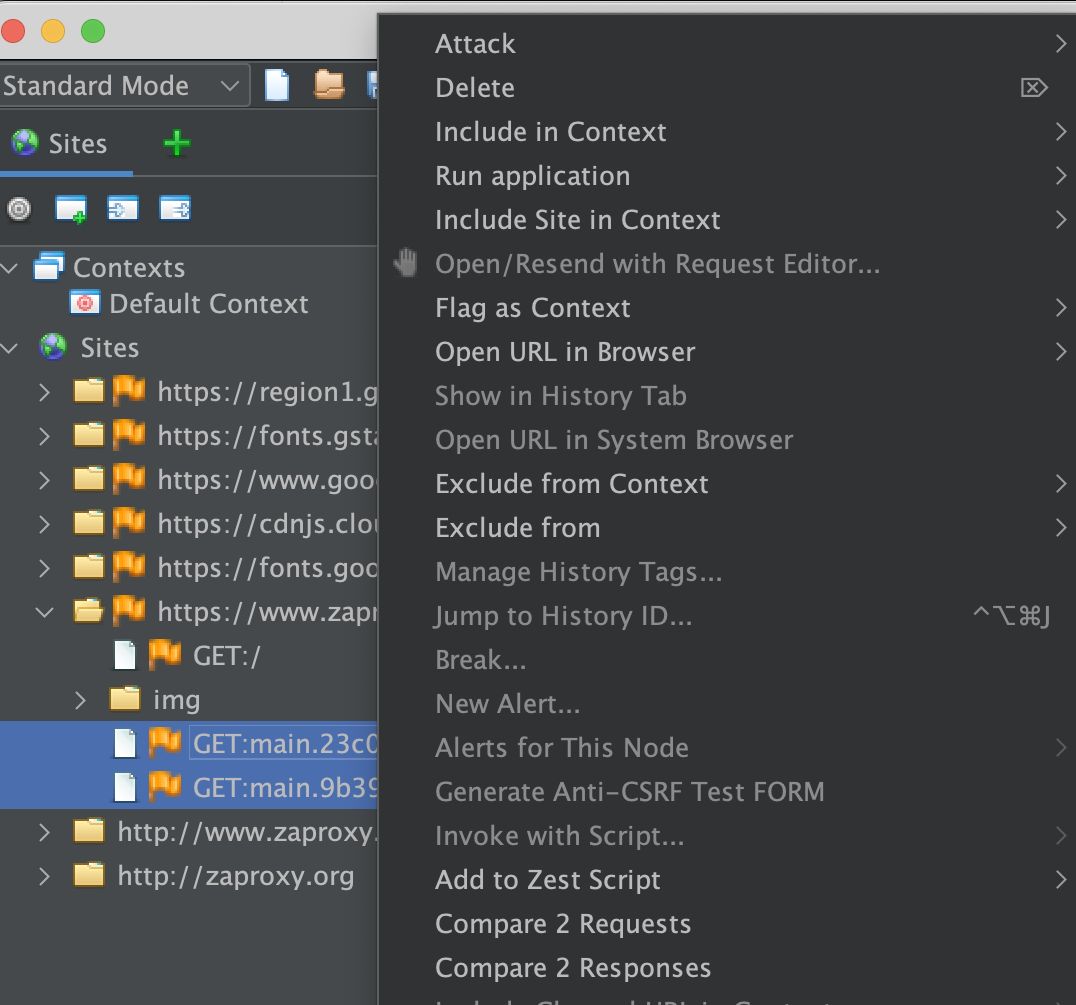 Standard Mode
Sites
Contexts
Default Context
Sites
https://region1.g
https://fonts.gsta
https://www.goo
https://cdnjs.clou
https://fonts.goo
https://www.zapr
GET:/
img
GET:main.23c0
GET:main.9b39
http://www.zaproxy.
http://zaproxy.org
Attack
Delete
Include in Context
Run application
Include Site in Context
Open/Resend with Request Editor...
Flag as Context
Open URL in Browser
Show in History Tab
Open URL in System Browser
Exclude from Context
Exclude from
Manage History Tags...
Jump to History ID... ^⌥⌘J
Break...
New Alert...
Alerts for This Node
Generate Anti-CSRF Test FORM
Invoke with Script...
Add to Zest Script
Compare 2 Requests
Compare 2 Responses